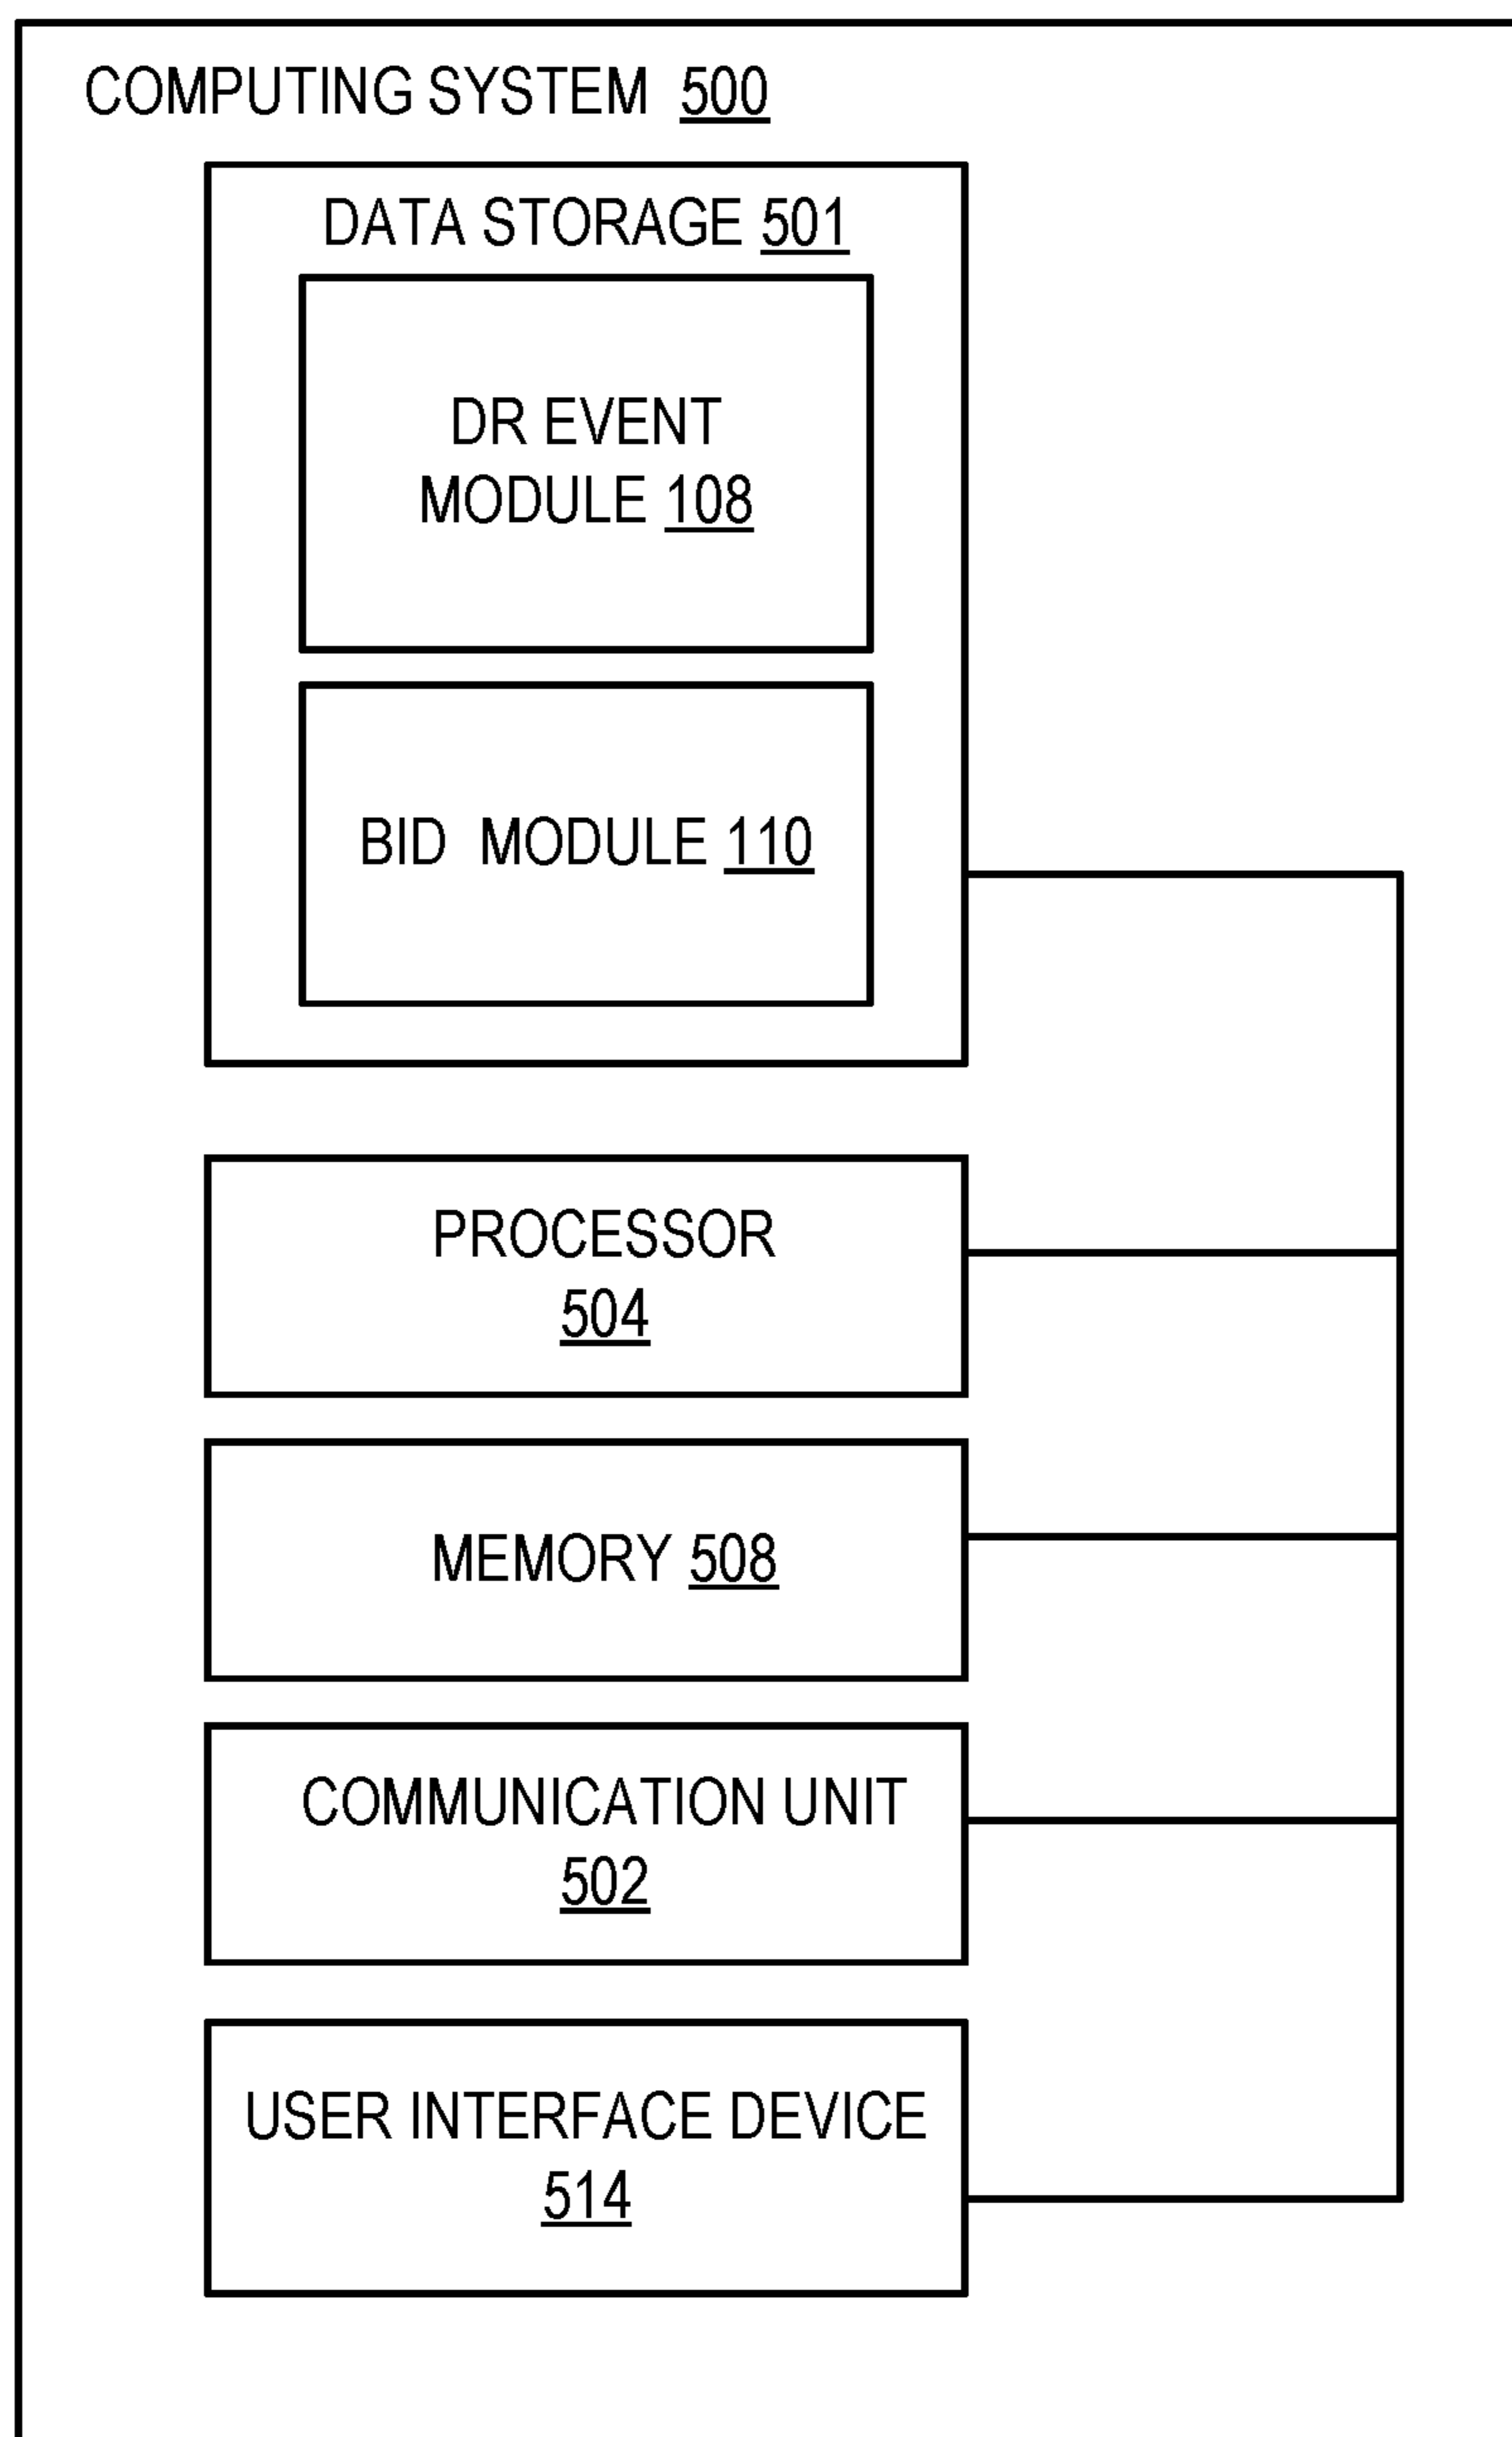 COMPUTING SYSTEM 500
DATA STORAGE 501
DR EVENT
MODULE 108
BID MODULE 110
PROCESSOR
504
MEMORY 508
COMMUNICATION UNIT
502
USER INTERFACE DEVICE
514